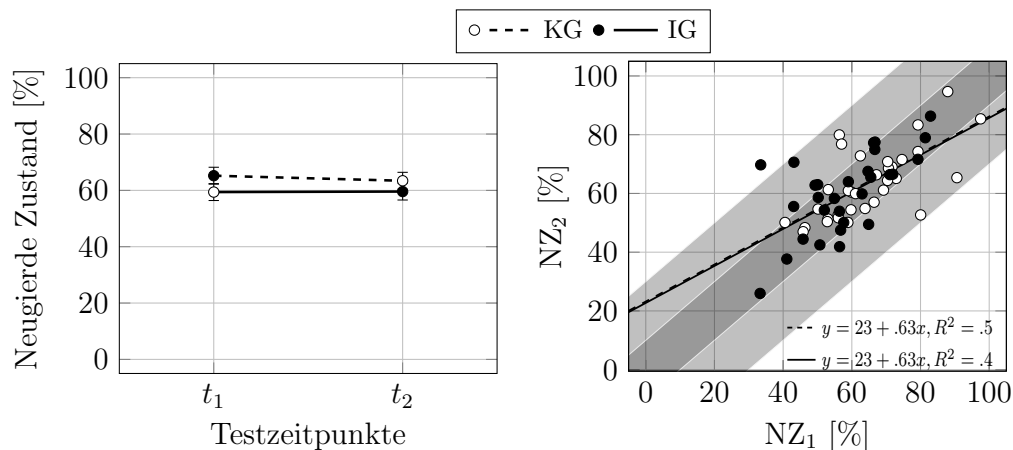 KG IG
Neugierde Zustand [%]
100
80
60
40
20
0
t1 t2
Testzeitpunkte
NZ2 [%]
100
80
60
40
20
0
y = 23 + .63x, R² = .5
y = 23 + .63x, R² = .4
0 20 40 60 80 100
NZ1 [%]